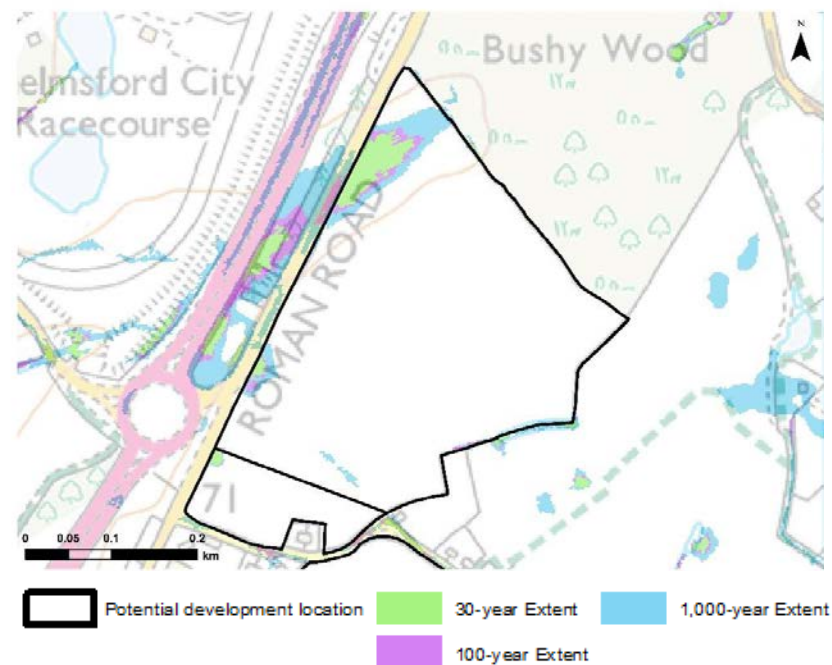 N
Bushy Wood
elmsford City
Racecourse
ROMAN ROAD
71
0 0.05 0.1 0.2
km
Potential development location
30-year Extent
1,000-year Extent
100-year Extent